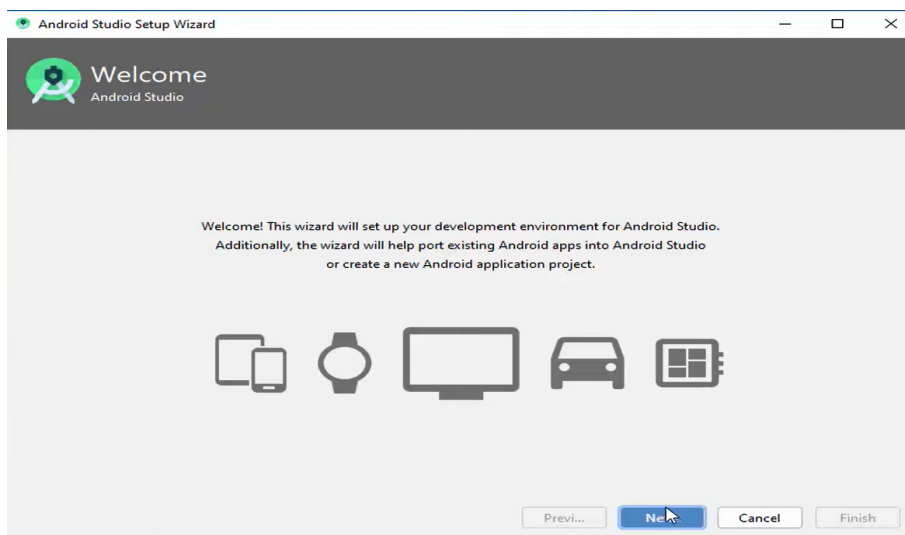 Android Studio Setup Wizard
Welcome
Android Studio
Welcome! This wizard will set up your development environment for Android Studio.
Additionally, the wizard will help port existing Android apps into Android Studio
or create a new Android application project.
Previ... Cancel Finish